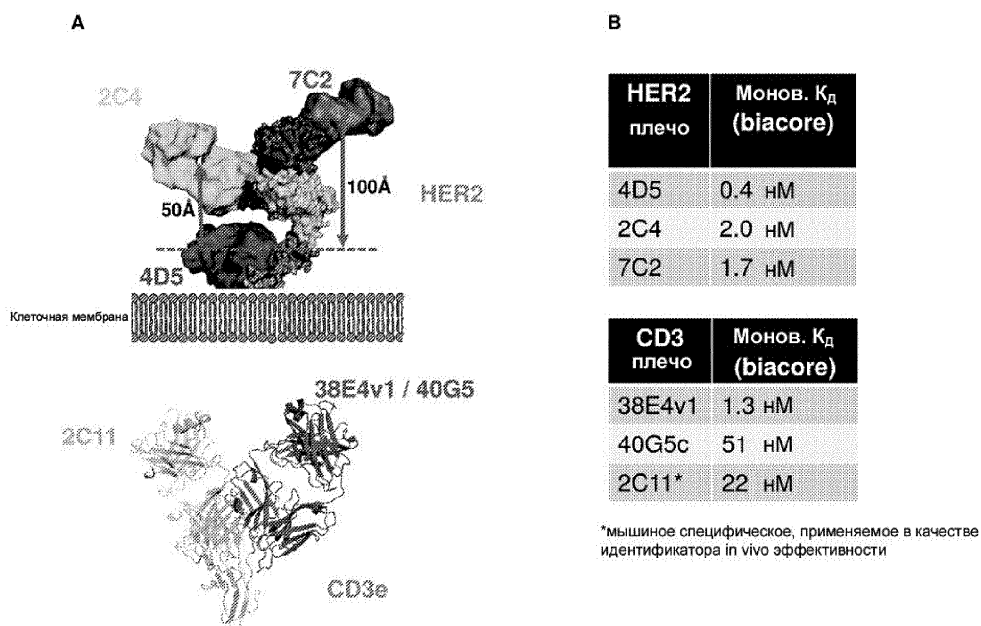 A
7C2
2C4
100Å
HER2
50Å
4D5
Клеточная мембрана
38E4v1 / 40G5
2C11
CD3e
B
HER2 плечо Монов. Кд (biacore)
4D5 0.4 нМ
2C4 2.0 нМ
7C2 1.7 нМ
CD3 плечо Монов. Кд (biacore)
38E4v1 1.3 нМ
40G5c 51 нМ
2C11* 22 нМ
*мышиное специфическое, применяемое в качестве
идентификатора in vivo эффективности